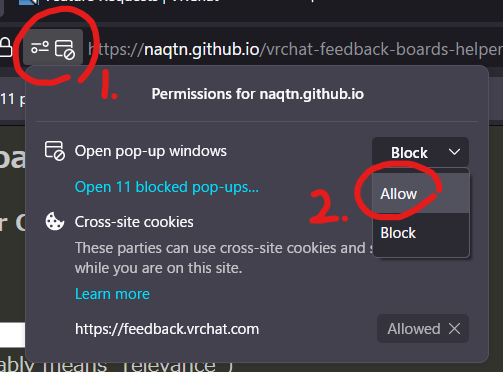 Feature Requests | VRchat
https://naqtn.github.io/vrchat-feedback-boards-helper
1.
11 p
Permissions for naqtn.github.io
Open pop-up windows
Block
Open 11 blocked pop-ups...
2.
Allow
Block
Cross-site cookies
These parties can use cross-site cookies and s
while you are on this site.
Learn more
https://feedback.vrchat.com
Allowed
ably means "relevance")